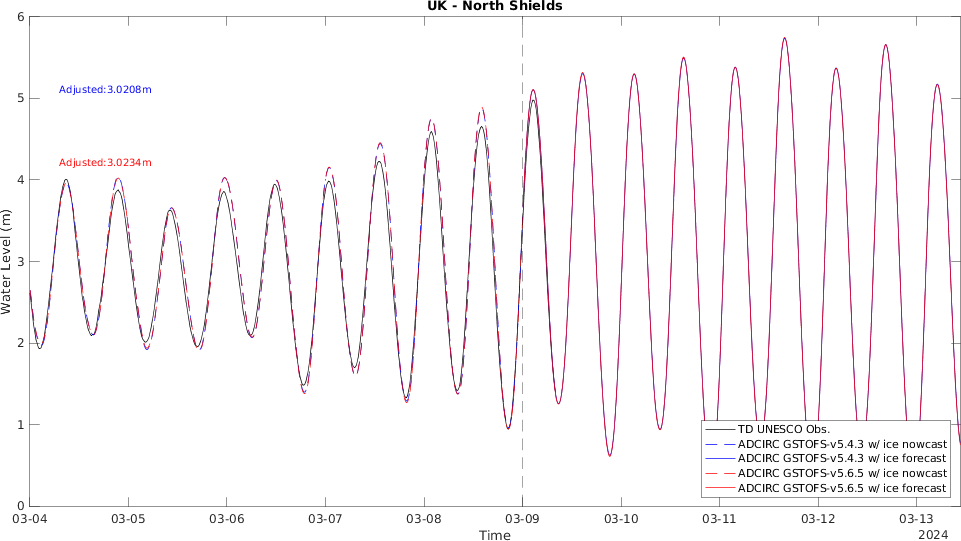 UK - North Shields
6
5
4
3
2
1
0
Water Level (m)
Adjusted:3.0208m
Adjusted:3.0234m
TD UNESCO Obs.
ADCIRC GSTOFS-v5.4.3 w/ ice nowcast
ADCIRC GSTOFS-v5.4.3 w/ ice forecast
ADCIRC GSTOFS-v5.6.5 w/ ice nowcast
ADCIRC GSTOFS-v5.6.5 w/ ice forecast
03-04 03-05 03-06 03-07 03-08 03-09 03-10 03-11 03-12 03-13
Time
2024